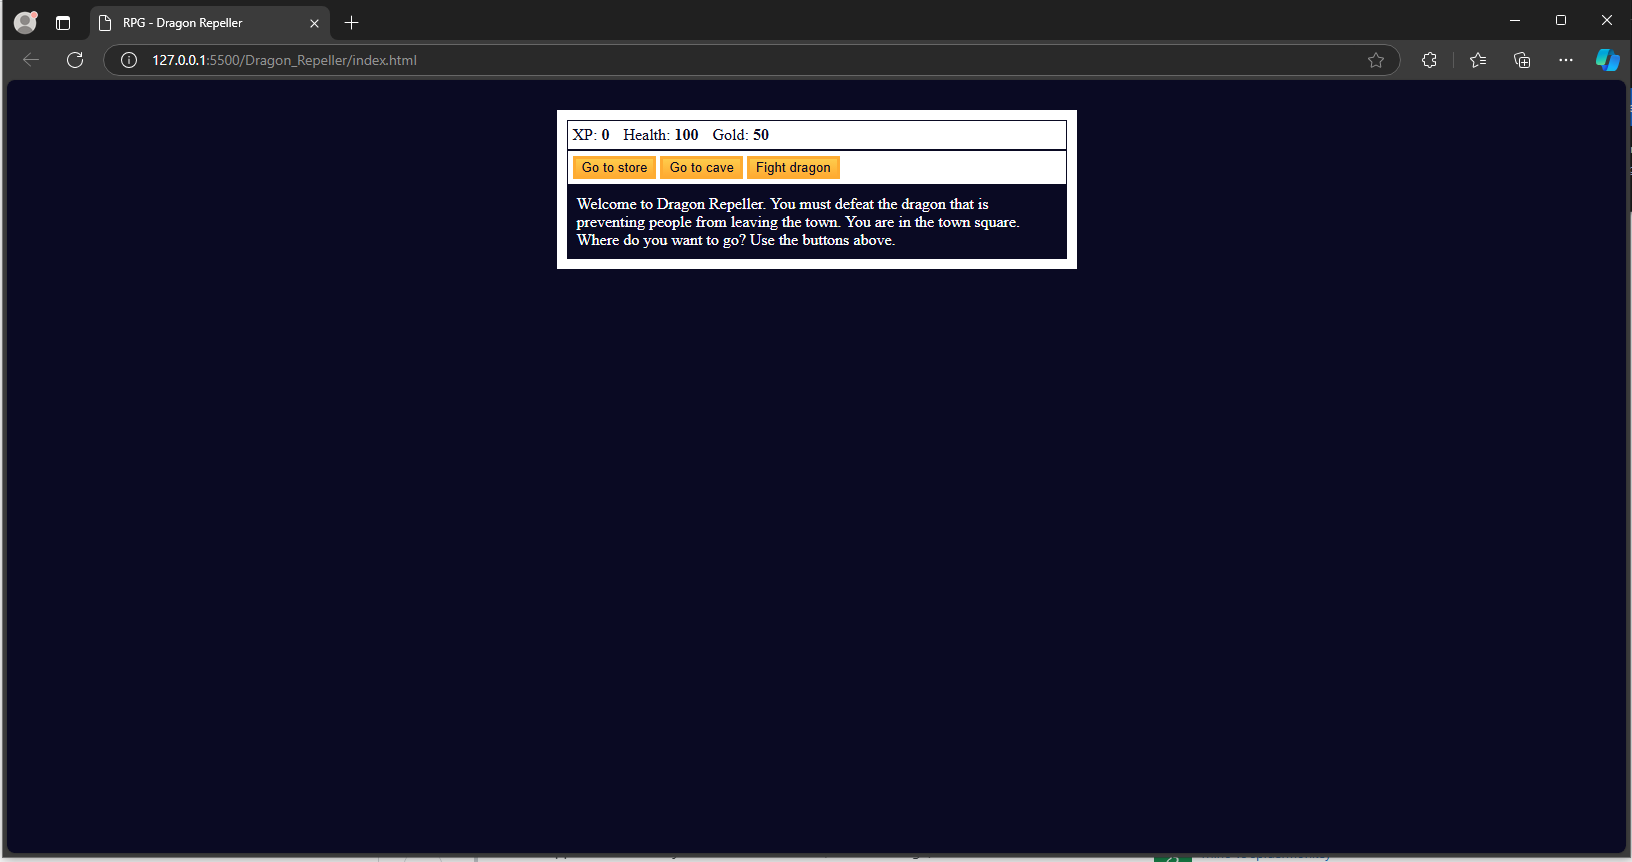 RPG - Dragon Repeller
127.0.0.1:5500/Dragon_Repeller/index.html
XP: 0 Health: 100 Gold: 50
Go to store Go to cave Fight dragon
Welcome to Dragon Repeller. You must defeat the dragon that is
preventing people from leaving the town. You are in the town square.
Where do you want to go? Use the buttons above.